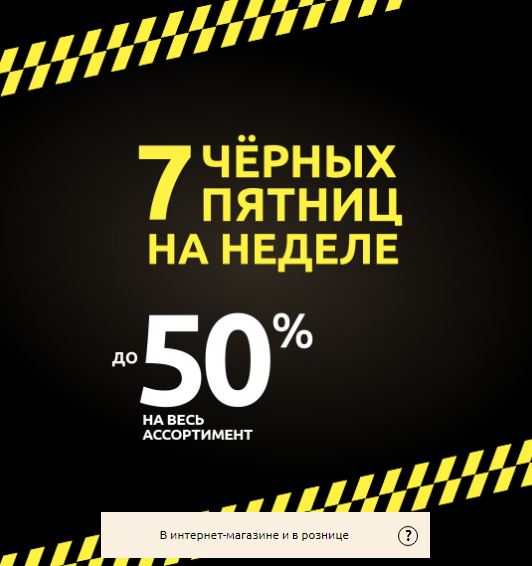 7 ЧЁРНЫХ
ПЯТНИЦ
НА НЕДЕЛЕ
ДО 50%
НА ВЕСЬ
АССОРТИМЕНТ
В интернет-магазине и в рознице ?